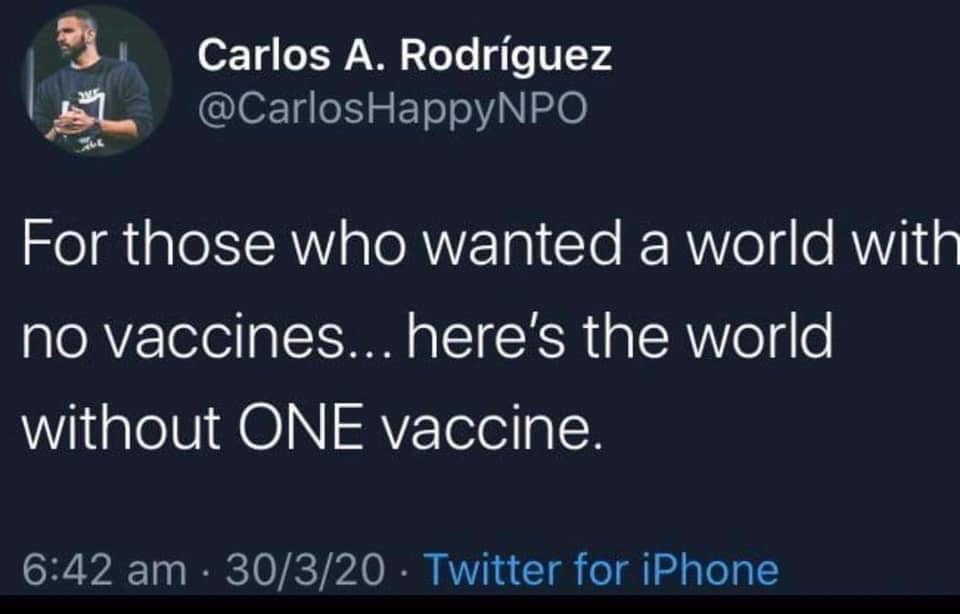 Carlos A. Rodríguez
@CarlosHappyNPO
For those who wanted a world with
no vaccines... here's the world
without ONE vaccine.
6:42 am · 30/3/20 · Twitter for iPhone